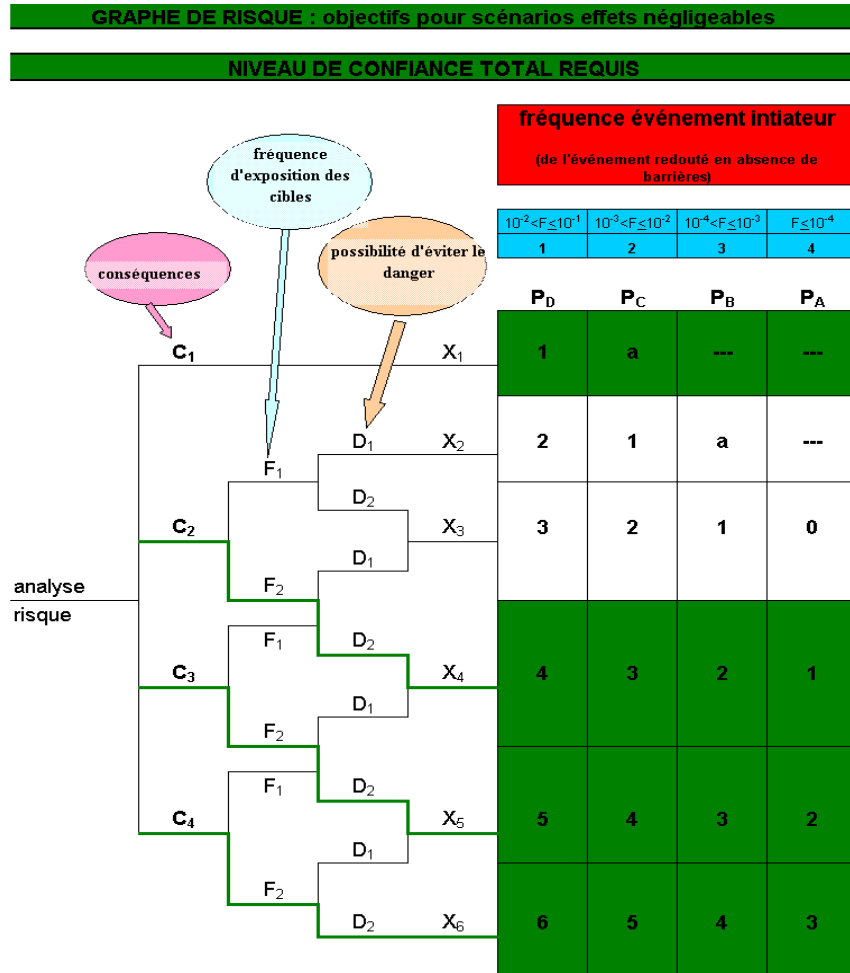 GRAPHE DE RISQUE : objectifs pour scénarios effets négligeables
NIVEAU DE CONFIANCE TOTAL REQUIS
fréquence événement intiateur
(de l'événement redouté en absence de
barrières)
fréquence
d'exposition des
cibles
possibilité d'éviter le
danger
conséquences
10⁻²<F≤10⁻¹ 10⁻³<F≤10⁻² 10⁻⁴<F≤10⁻³ F≤10⁻⁴
1 2 3 4
P_D P_C P_B P_A
C₁ X₁ 1 a --- ---
D₁ X₂ 2 1 a ---
F₁
D₂
C₂ X₃ 3 2 1 0
D₁
analyse
risque
F₂
F₁ D₂
C₃ X₄ 4 3 2 1
D₁
F₂
F₁ D₂
C₄ X₅ 5 4 3 2
D₁
F₂
D₂ X₆ 6 5 4 3